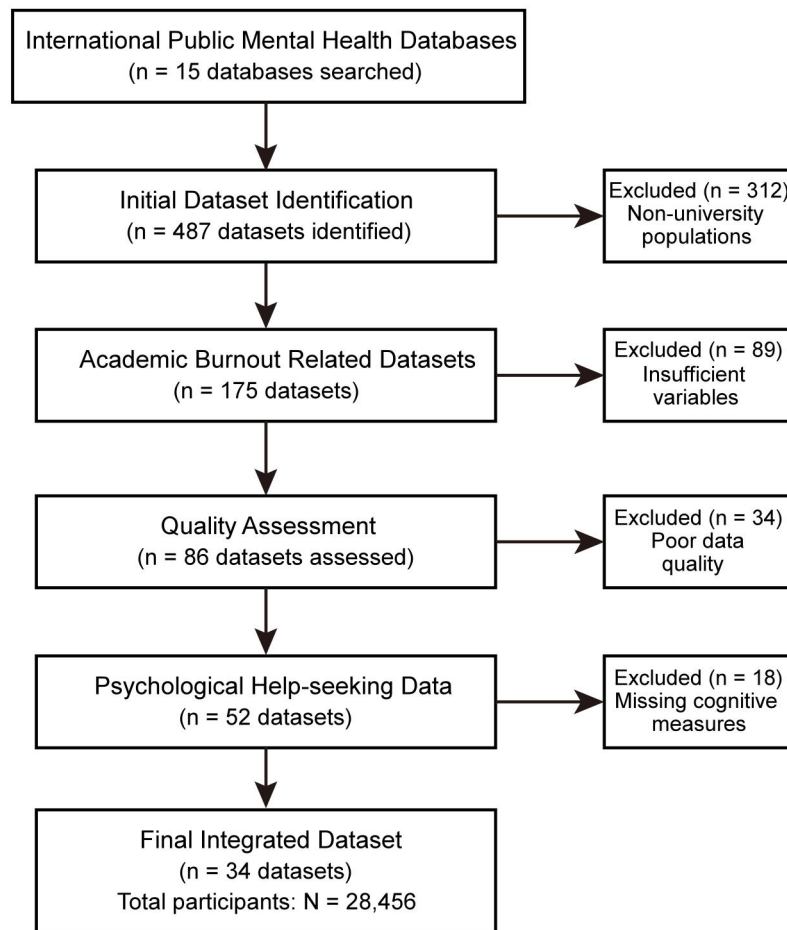 International Public Mental Health Databases
(n = 15 databases searched)
Initial Dataset Identification
(n = 487 datasets identified)
Excluded (n = 312)
Non-university
populations
Academic Burnout Related Datasets
(n = 175 datasets)
Excluded (n = 89)
Insufficient
variables
Quality Assessment
(n = 86 datasets assessed)
Excluded (n = 34)
Poor data
quality
Psychological Help-seeking Data
(n = 52 datasets)
Excluded (n = 18)
Missing cognitive
measures
Final Integrated Dataset
(n = 34 datasets)
Total participants: N = 28,456